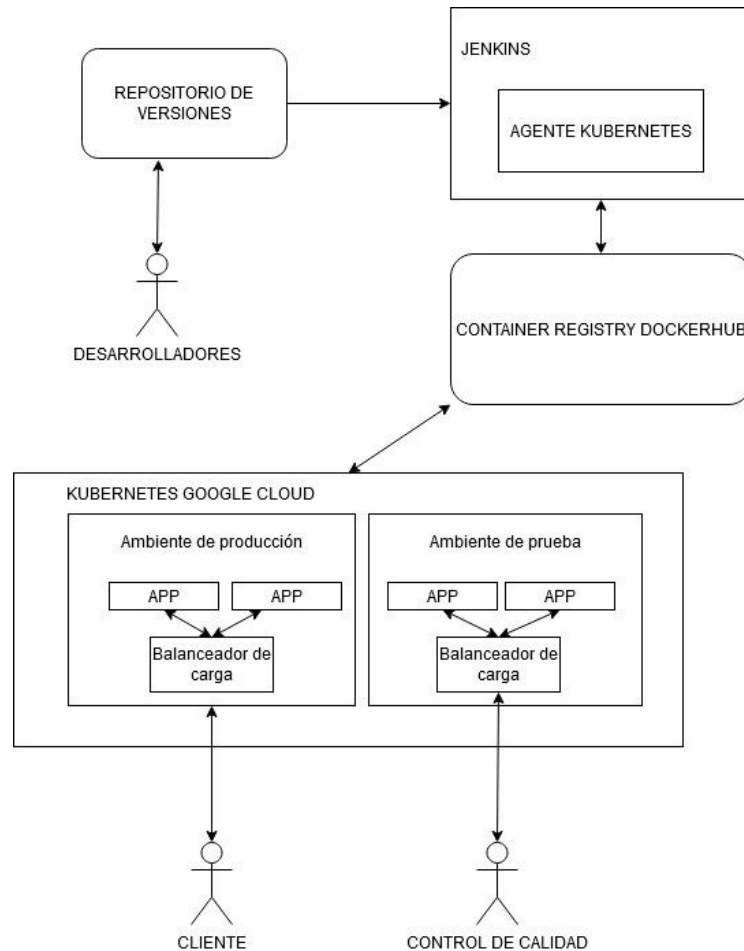 JENKINS
REPOSITORIO DE
VERSIONES
AGENTE KUBERNETES
DESARROLLADORES
CONTAINER REGISTRY DOCKERHUB
KUBERNETES GOOGLE CLOUD
Ambiente de producción
Ambiente de prueba
APP
APP
APP
APP
Balanceador de
carga
Balanceador de
carga
CLIENTE
CONTROL DE CALIDAD